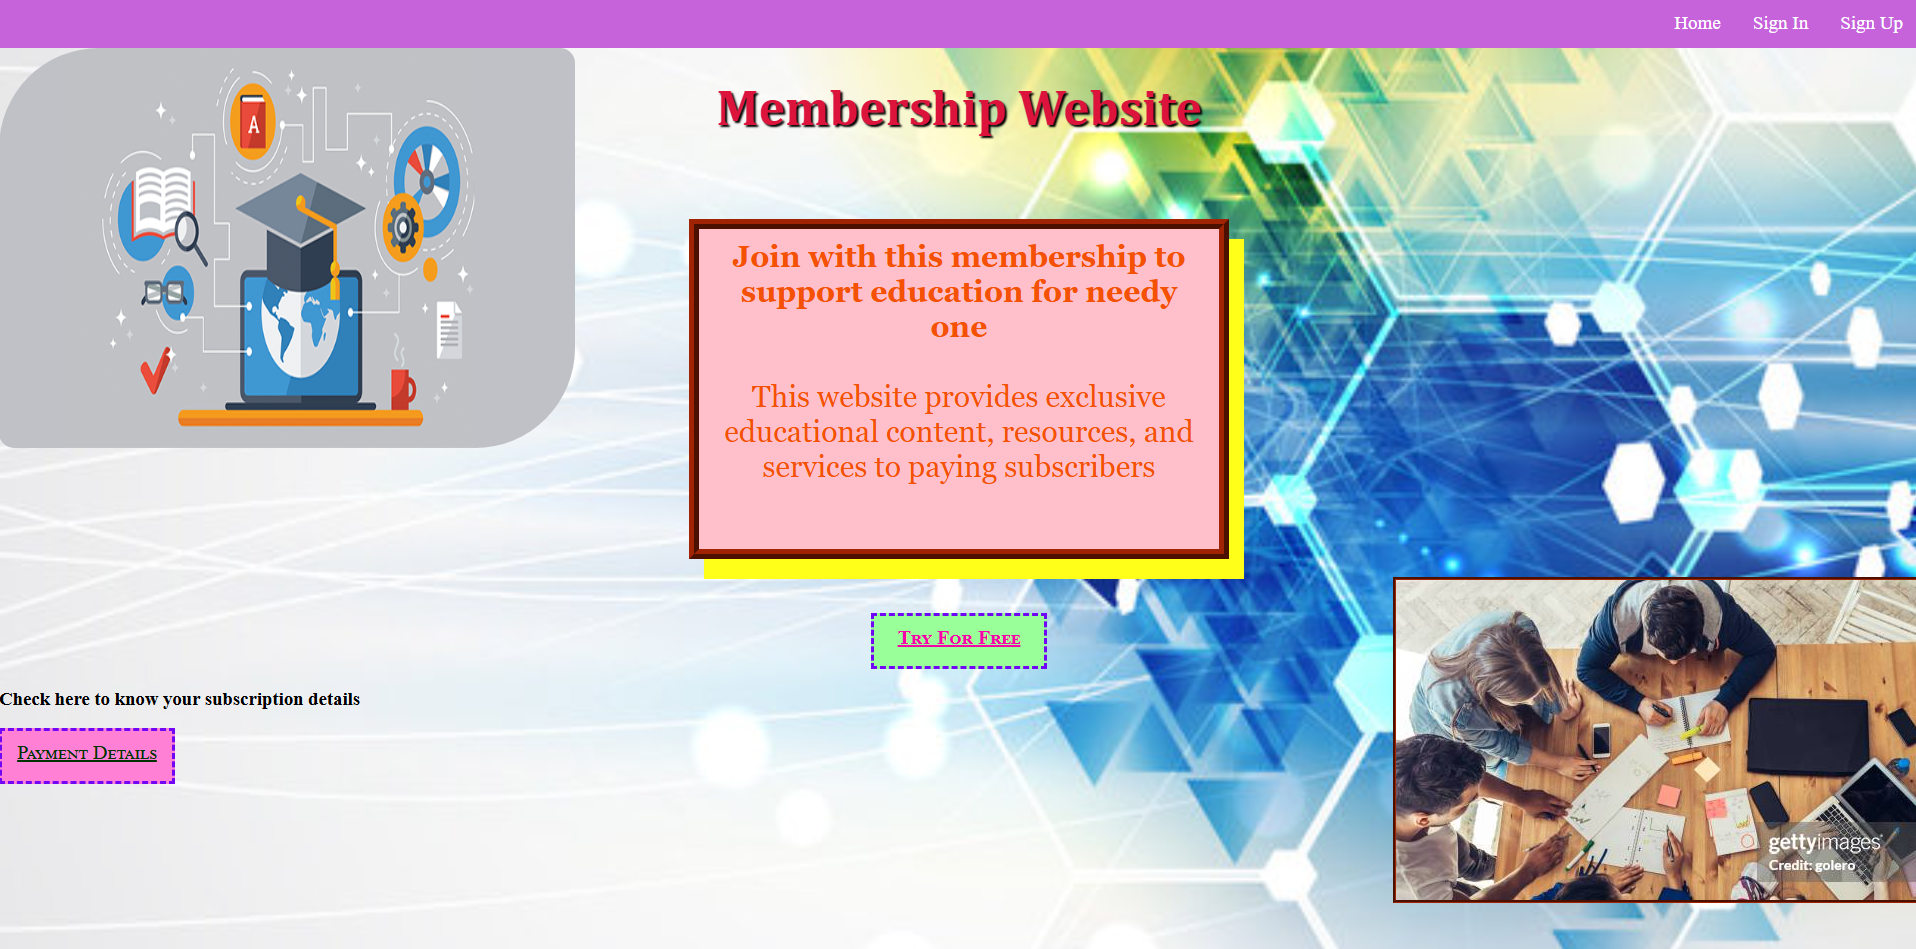 Home Sign In Sign Up
Membership Website
A
Join with this membership to
support education for needy
one
This website provides exclusive
educational content, resources, and
services to paying subscribers
Try For Free
Check here to know your subscription details
Payment Details
gettyimages
Credit: golero